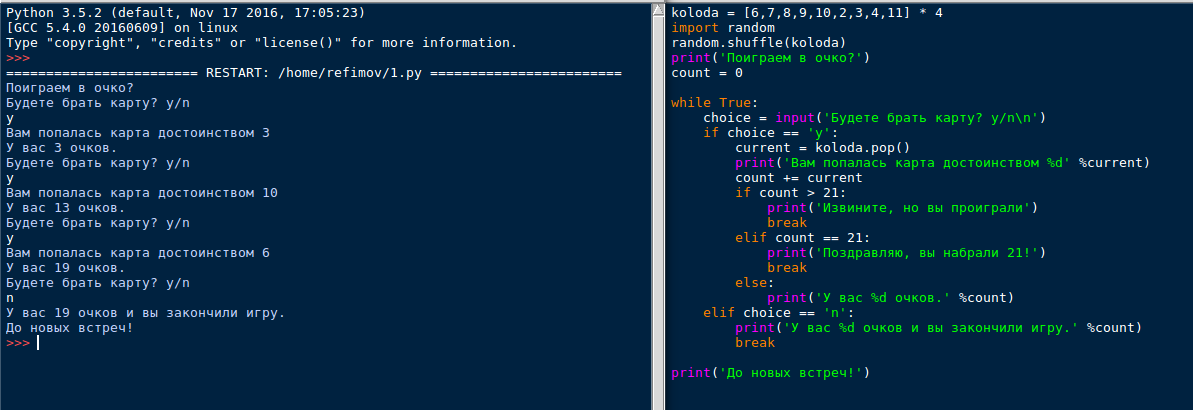 Python 3.5.2 (default, Nov 17 2016, 17:05:23)
[GCC 5.4.0 20160609] on linux
Type "copyright", "credits" or "license()" for more information.
>>>
======================== RESTART: /home/refimov/1.py ========================
Поиграем в очко?
Будете брать карту? y/n
y
Вам попалась карта достоинством 3
У вас 3 очков.
Будете брать карту? y/n
y
Вам попалась карта достоинством 10
У вас 13 очков.
Будете брать карту? y/n
y
Вам попалась карта достоинством 6
У вас 19 очков.
Будете брать карту? y/n
n
У вас 19 очков и вы закончили игру.
До новых встреч!
>>>
koloda = [6,7,8,9,10,2,3,4,11] * 4
import random
random.shuffle(koloda)
print('Поиграем в очко?')
count = 0

while True:
    choice = input('Будете брать карту? y/n\n')
    if choice == 'y':
        current = koloda.pop()
        print('Вам попалась карта достоинством %d' %current)
        count += current
        if count > 21:
            print('Извините, но вы проиграли')
            break
        elif count == 21:
            print('Поздравляю, вы набрали 21!')
            break
        else:
            print('У вас %d очков.' %count)
    elif choice == 'n':
        print('У вас %d очков и вы закончили игру.' %count)
        break

print('До новых встреч!')